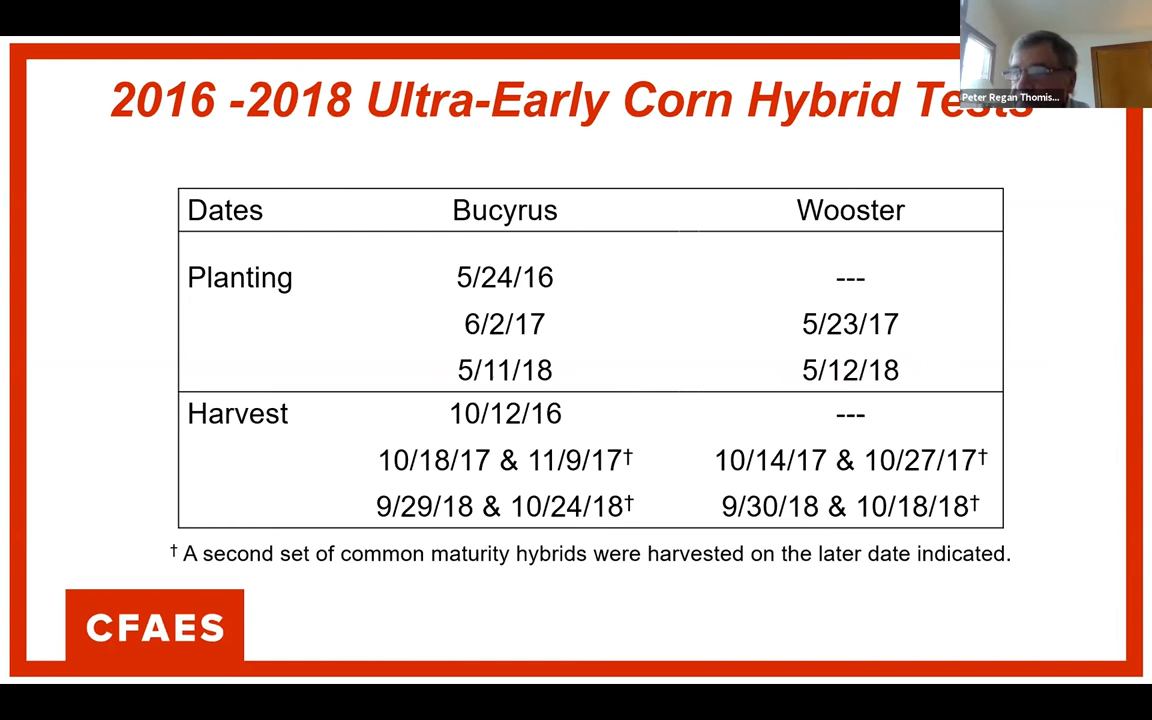 2016 -2018 Ultra-Early Corn Hybrid Tests
Peter Regan Thomis...
Dates Bucyrus Wooster
Planting 5/24/16 ---
6/2/17 5/23/17
5/11/18 5/12/18
Harvest 10/12/16 ---
10/18/17 & 11/9/17† 10/14/17 & 10/27/17†
9/29/18 & 10/24/18† 9/30/18 & 10/18/18†
† A second set of common maturity hybrids were harvested on the later date indicated.
CFAES